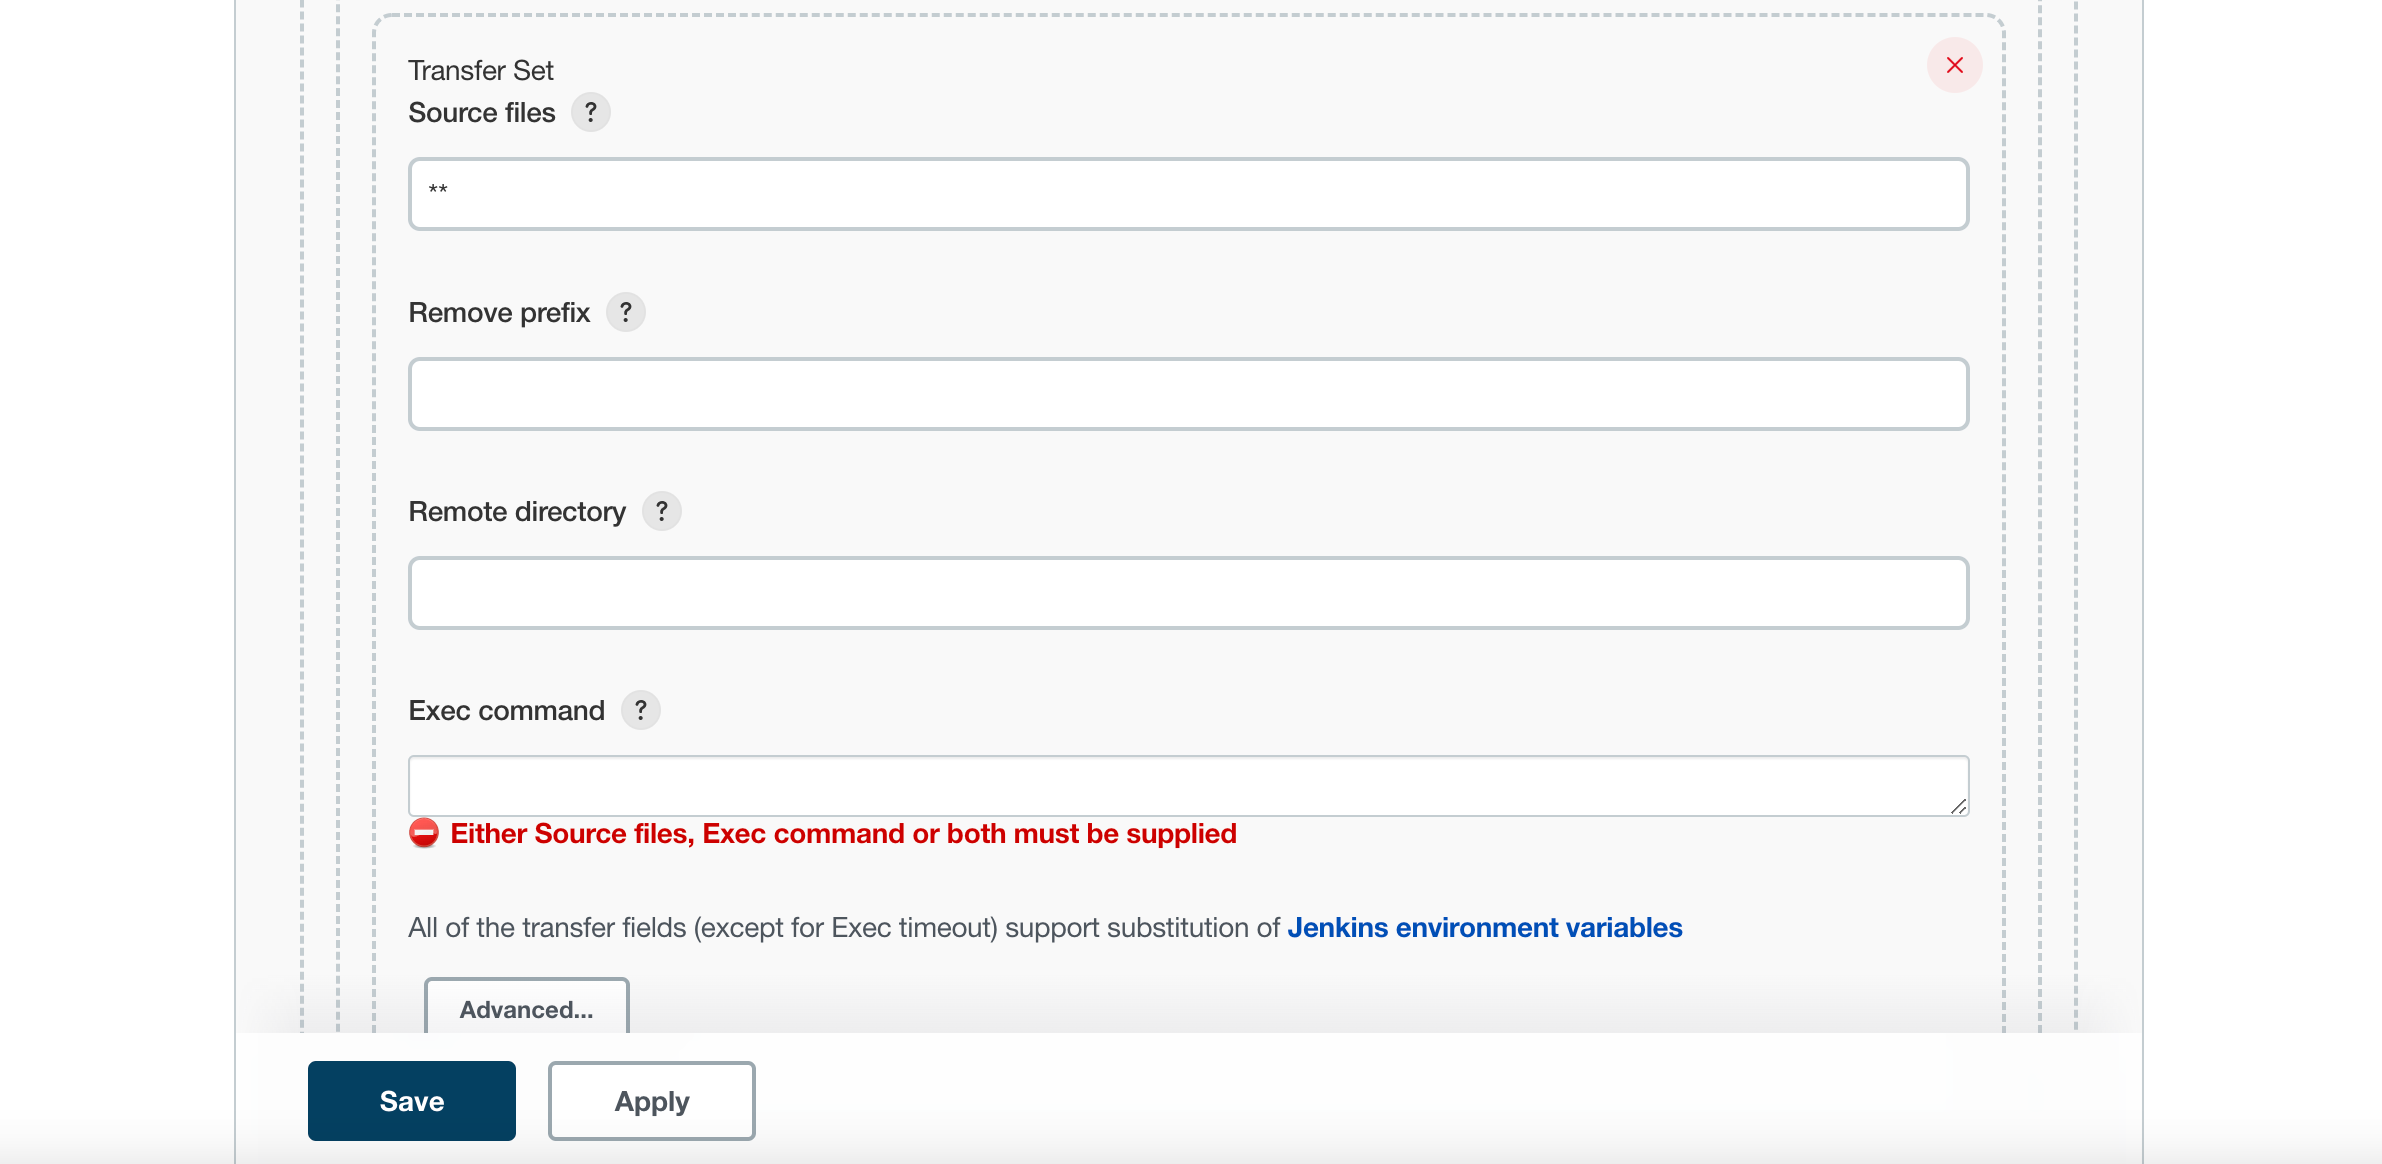 Transfer Set
Source files ?
**
Remove prefix ?
Remote directory ?
Exec command ?
Either Source files, Exec command or both must be supplied
All of the transfer fields (except for Exec timeout) support substitution of Jenkins environment variables
Advanced...
Save Apply